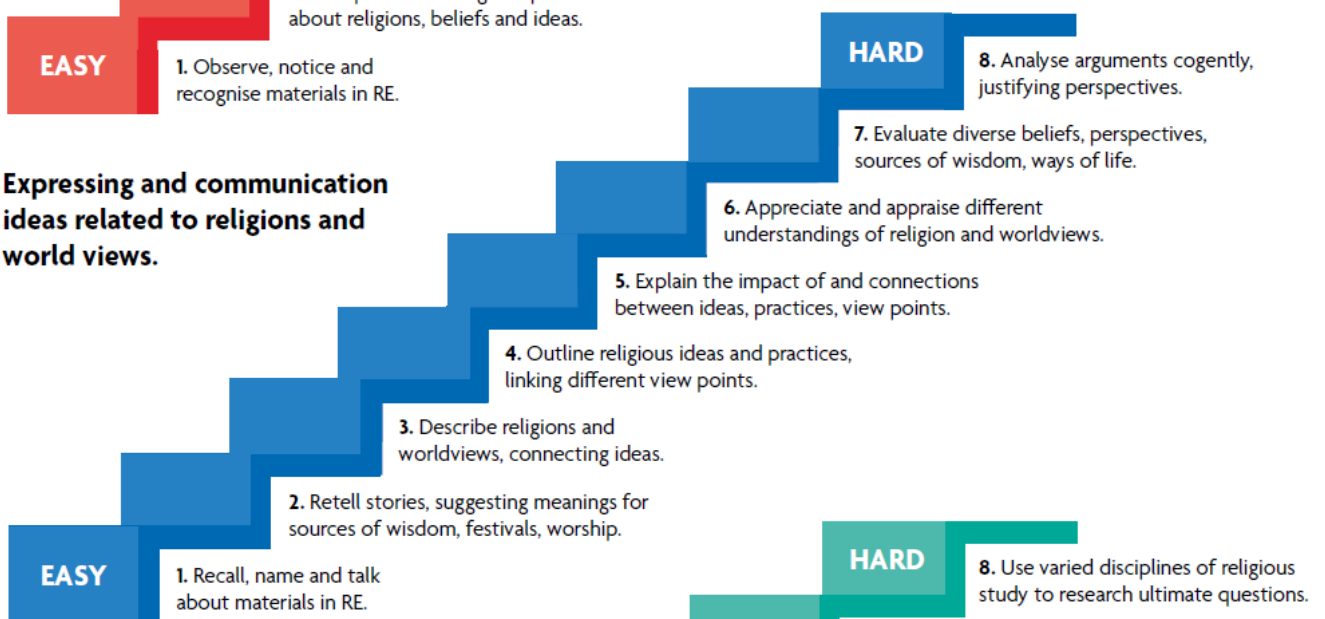 about religions, beliefs and ideas.
EASY
1. Observe, notice and
recognise materials in RE.
Expressing and communication
ideas related to religions and
world views.
HARD
8. Analyse arguments cogently,
justifying perspectives.
7. Evaluate diverse beliefs, perspectives,
sources of wisdom, ways of life.
6. Appreciate and appraise different
understandings of religion and worldviews.
5. Explain the impact of and connections
between ideas, practices, view points.
4. Outline religious ideas and practices,
linking different view points.
3. Describe religions and
worldviews, connecting ideas.
2. Retell stories, suggesting meanings for
sources of wisdom, festivals, worship.
EASY
1. Recall, name and talk
about materials in RE.
HARD
8. Use varied disciplines of religious
study to research ultimate questions.